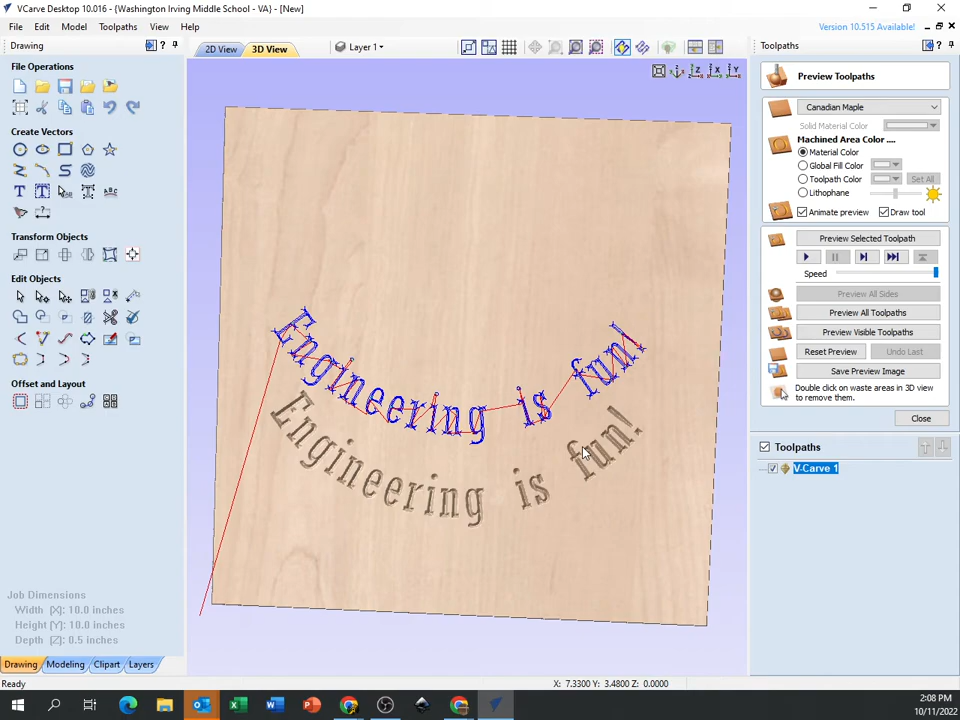 VCarve Desktop 10.016 - {Washington Irving Middle School - VA} - [New]
File Edit Model Toolpaths View Help
Version 10.515 Available!
Drawing
2D View 3D View
Layer 1
Toolpaths
File Operations
Create Vectors
Transform Objects
Edit Objects
Offset and Layout
Job Dimensions
Width [X]: 10.0 inches
Height [Y]: 10.0 inches
Depth [Z]: 0.5 inches
Drawing Modeling Clipart Layers
Ready
Engineering is fun!
Engineering is fun!
Preview Toolpaths
Canadian Maple
Solid Material Color
Machined Area Color ....
Material Color
Global Fill Color
Toolpath Color Set All
Lithophane
Animate preview Draw tool
Preview Selected Toolpath
Speed
Preview All Sides
Preview All Toolpaths
Preview Visible Toolpaths
Reset Preview Undo Last
Save Preview Image
Double click on waste areas in 3D view
to remove them.
Close
Toolpaths
V-Carve 1
X: 7.3300 Y: 3.4800 Z: 0.0000
2:08 PM
10/11/2022